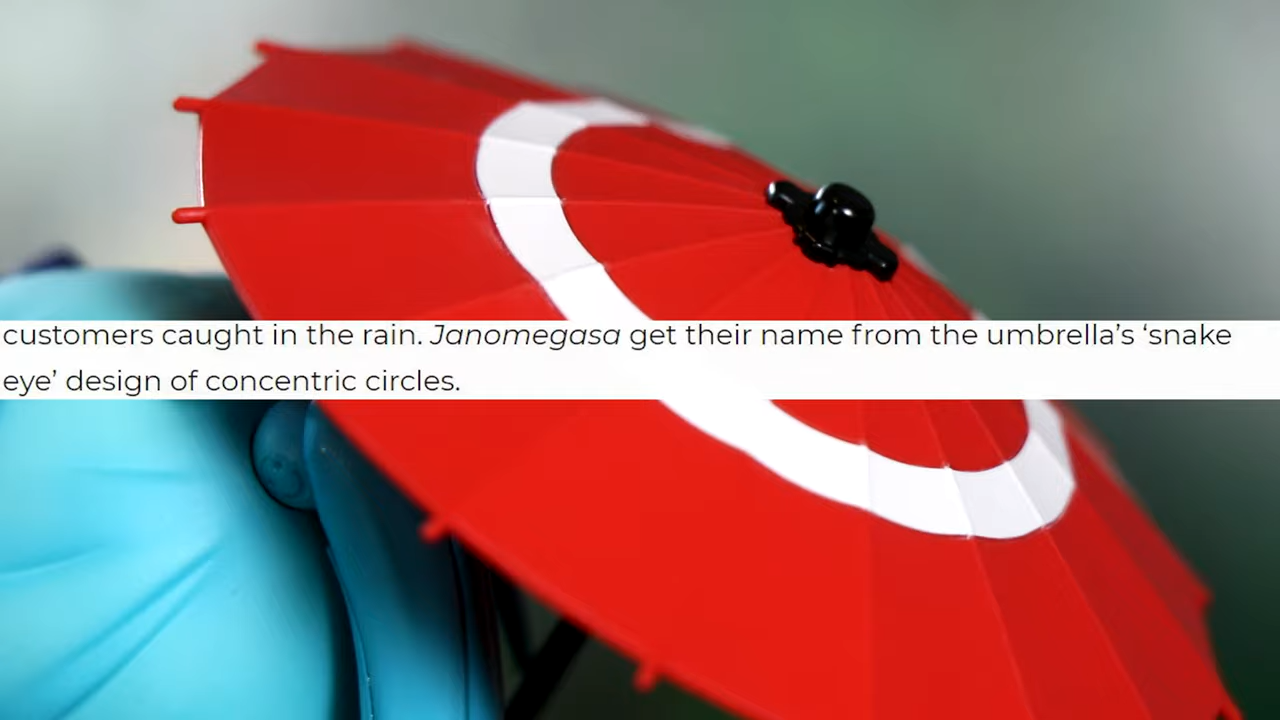 customers caught in the rain. Janomegasa get their name from the umbrella’s ‘snake
eye’ design of concentric circles.